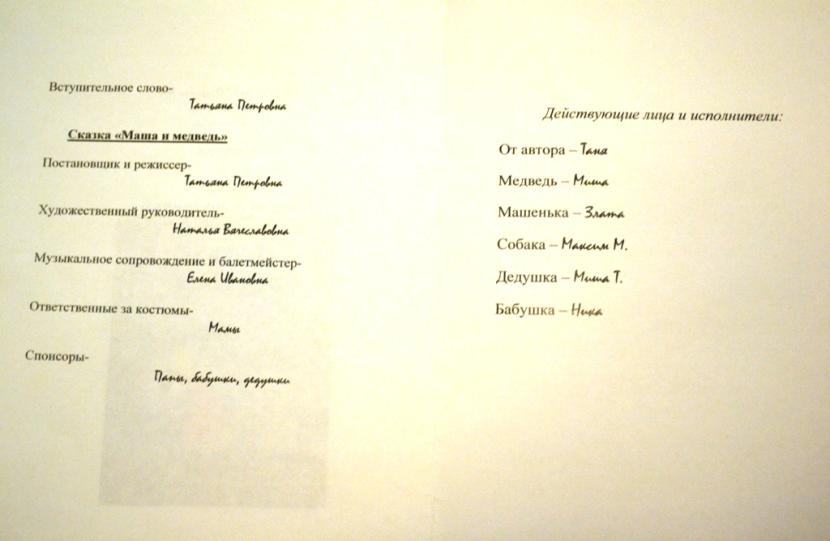 Вступительное слово-
Татьяна Петровна
Сказка «Маша и медведь»
Постановщик и режиссер-
Татьяна Петровна
Художественный руководитель-
Наталья Вячеславовна
Музыкальное сопровождение и балетмейстер-
Елена Ивановна
Ответственные за костюмы-
Мамы
Спонсоры-
Папы, бабушки, дедушки
Действующие лица и исполнители:
От автора – Таня
Медведь – Миша
Машенька – Злата
Собака – Максим М.
Дедушка – Миша Т.
Бабушка – Ника